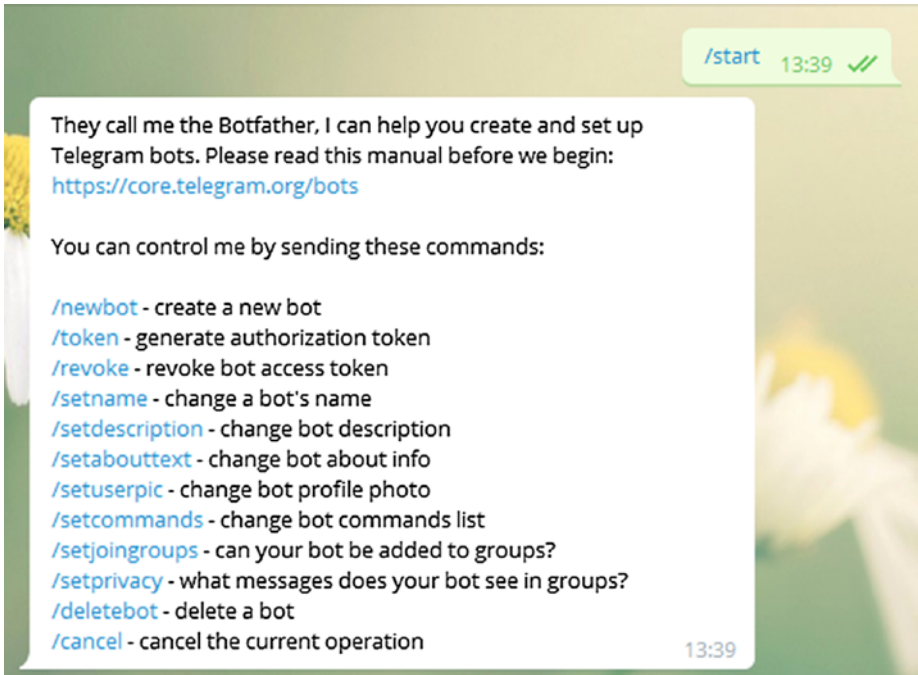 /start 13:39
They call me the Botfather, I can help you create and set up
Telegram bots. Please read this manual before we begin:
https://core.telegram.org/bots
You can control me by sending these commands:
/newbot - create a new bot
/token - generate authorization token
/revoke - revoke bot access token
/setname - change a bot's name
/setdescription - change bot description
/setabouttext - change bot about info
/setuserpic - change bot profile photo
/setcommands - change bot commands list
/setjoingroups - can your bot be added to groups?
/setprivacy - what messages does your bot see in groups?
/deletebot - delete a bot
/cancel - cancel the current operation
13:39